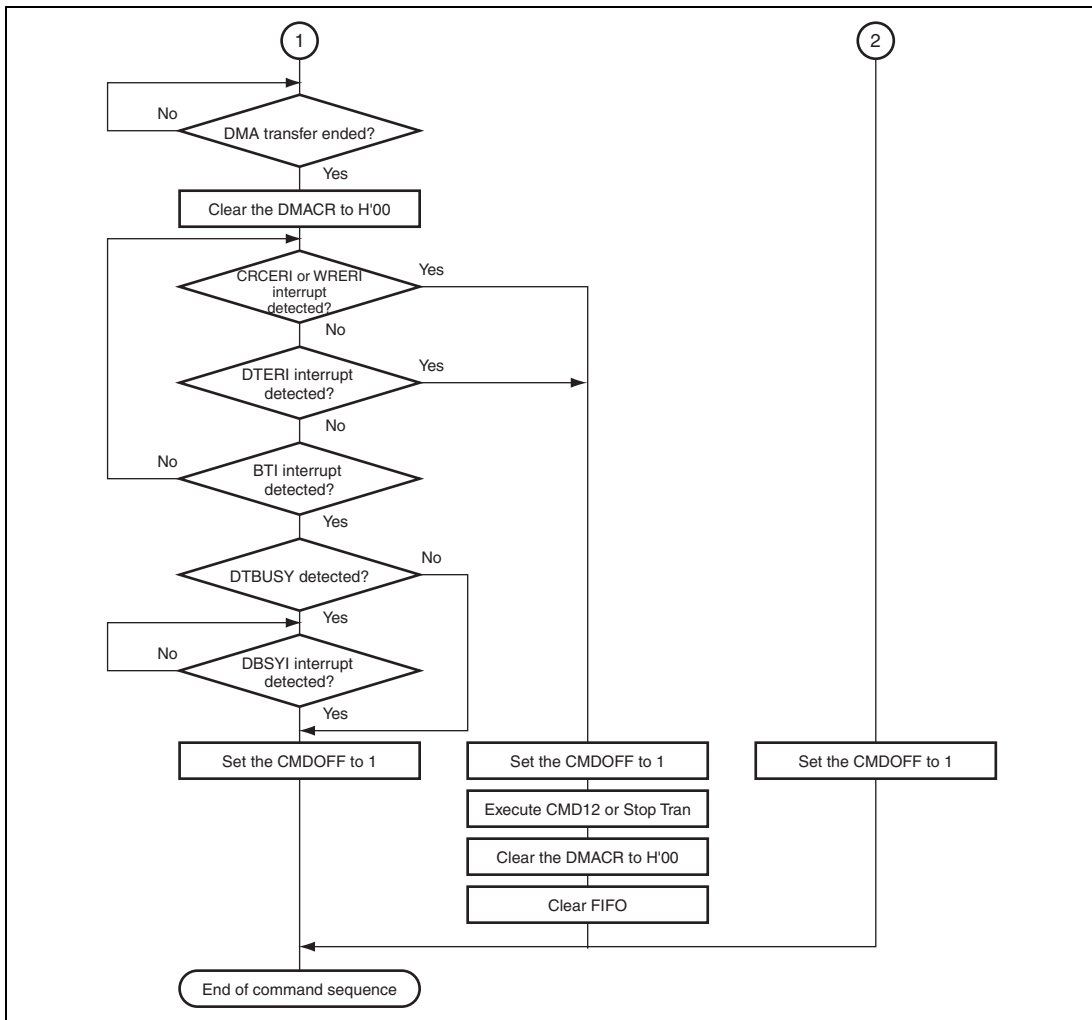 1
2
No
DMA transfer ended?
Yes
Clear the DMACR to H'00
CRCERI or WRERI
interrupt
detected?
Yes
No
DTERI interrupt
detected?
Yes
No
No
BTI interrupt
detected?
Yes
DTBUSY detected?
No
Yes
No
DBSYI interrupt
detected?
Yes
Set the CMDOFF to 1
Set the CMDOFF to 1
Set the CMDOFF to 1
Execute CMD12 or Stop Tran
Clear the DMACR to H'00
Clear FIFO
End of command sequence